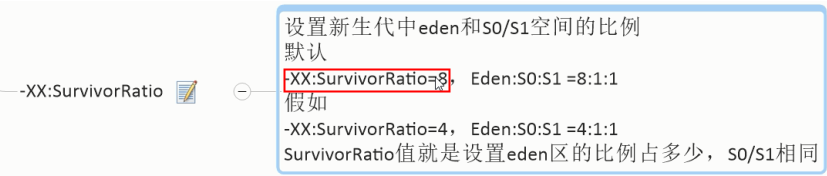 -XX:SurvivorRatio
设置新生代中eden和S0/S1空间的比例
默认
-XX:SurvivorRatio=8，Eden:S0:S1 =8:1:1
假如
-XX:SurvivorRatio=4，Eden:S0:S1 =4:1:1
SurvivorRatio值就是设置eden区的比例占多少，S0/S1相同